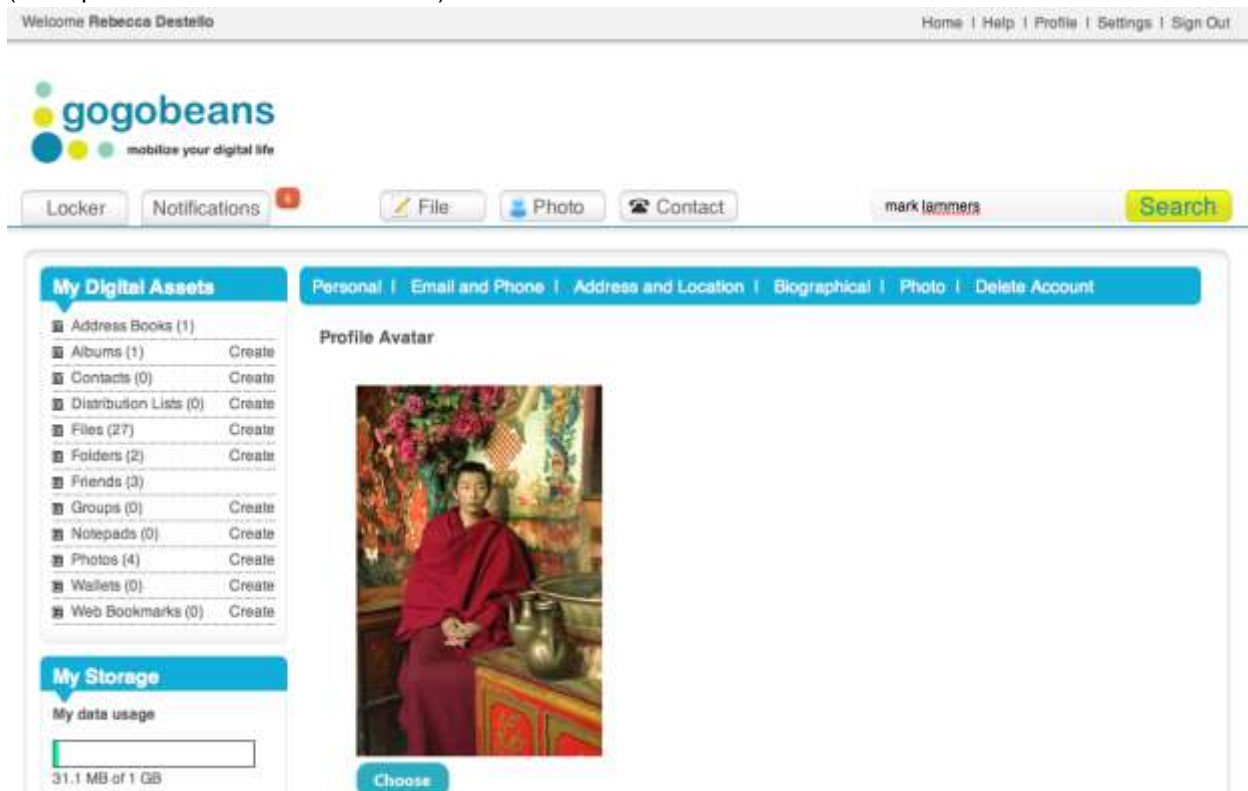 Welcome Rebecca Destello
Home | Help | Profile | Settings | Sign Out
gogobeans
mobilize your digital life
Locker
Notifications
File
Photo
Contact
mark lammers
Search
My Digital Assets
Address Books (1)
Albums (1) Create
Contacts (0) Create
Distribution Lists (0) Create
Files (27) Create
Folders (2) Create
Friends (3)
Groups (0) Create
Notepads (0) Create
Photos (4) Create
Wallets (0) Create
Web Bookmarks (0) Create
My Storage
My data usage
31.1 MB of 1 GB
Personal | Email and Phone | Address and Location | Biographical | Photo | Delete Account
Profile Avatar
Choose